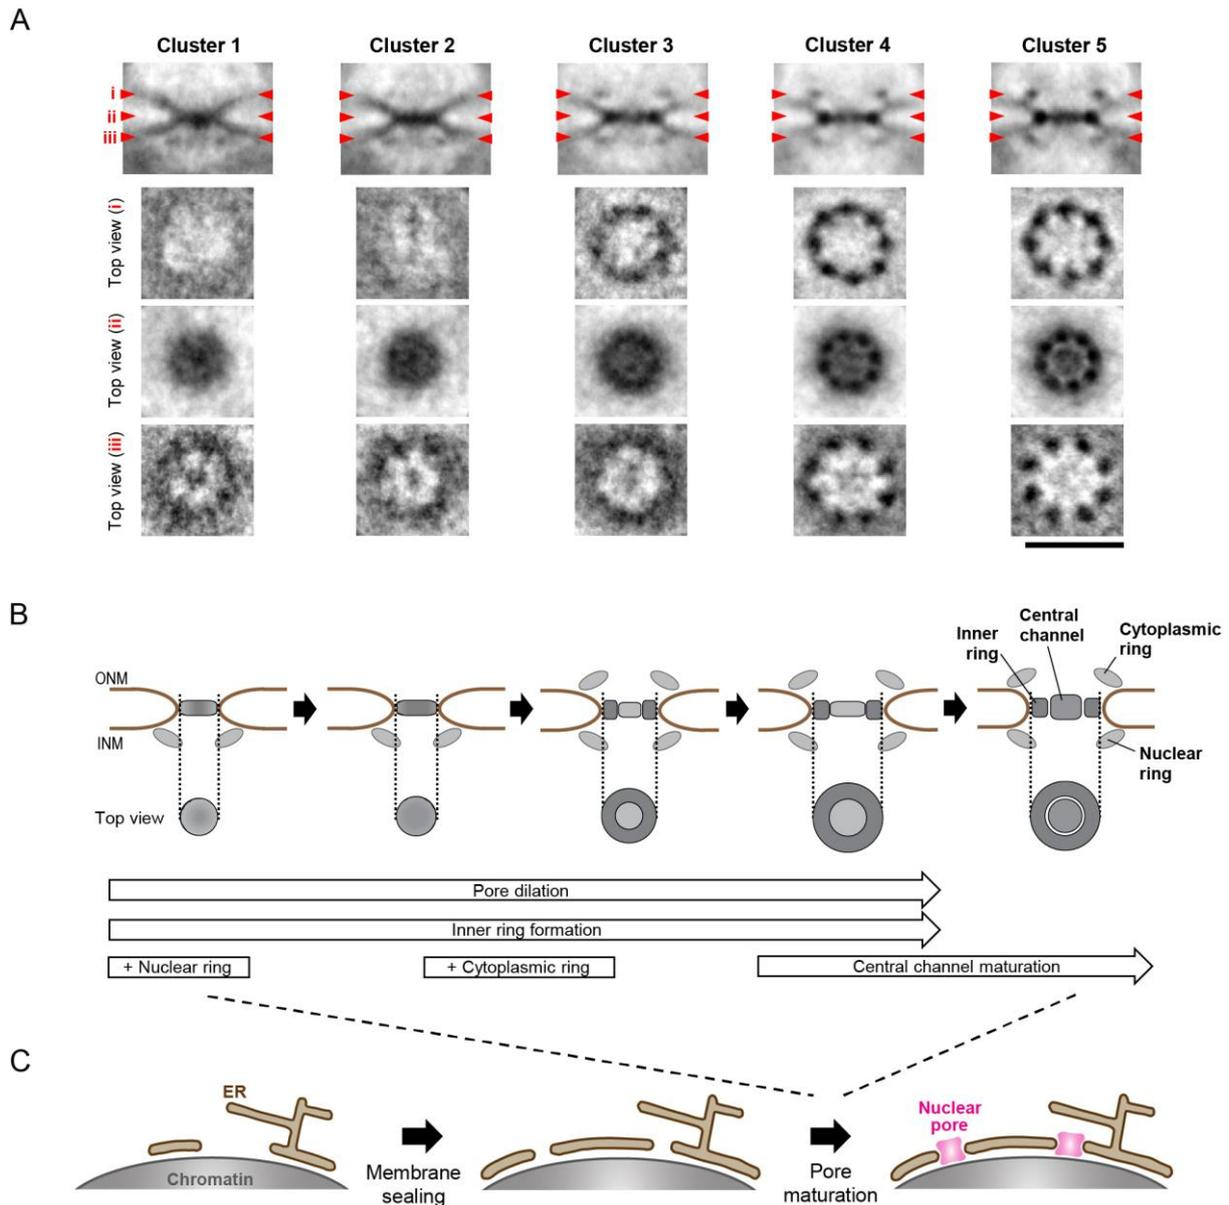 A
Cluster 1 Cluster 2 Cluster 3 Cluster 4 Cluster 5
i
ii
iii
Top view (i)
Top view (ii)
Top view (iii)
B
ONM
INM
Top view
Inner
ring
Central
channel
Cytoplasmic
ring
Nuclear
ring
Pore dilation
Inner ring formation
+ Nuclear ring
+ Cytoplasmic ring
Central channel maturation
C
ER
Chromatin
Membrane
sealing
Pore
maturation
Nuclear
pore